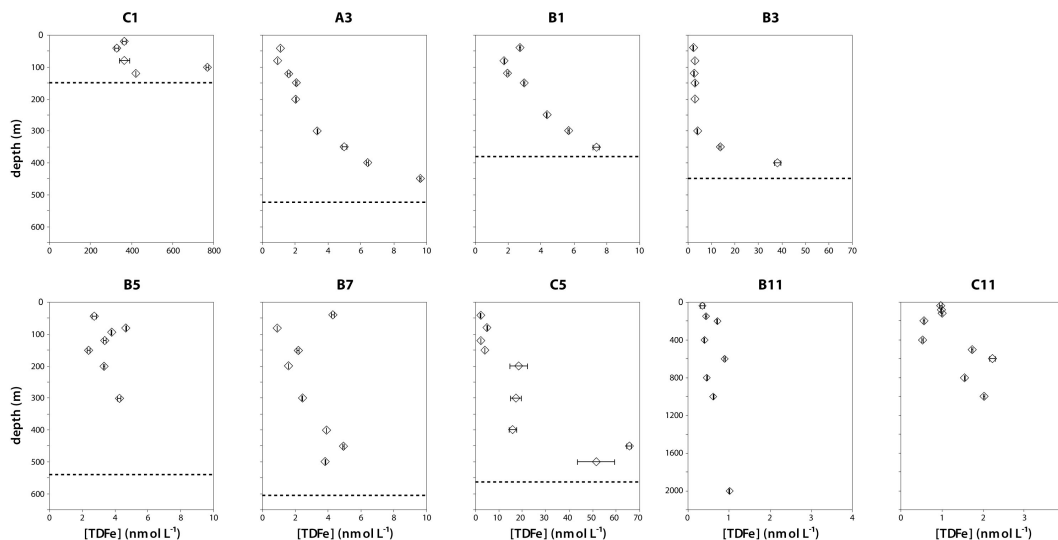 C1
A3
B1
B3
depth (m)
0
100
200
300
400
500
600
0 200 400 600 800
0 2 4 6 8 10
0 2 4 6 8 10
0 10 20 30 40 50 60 70
B5
B7
C5
B11
C11
depth (m)
0
100
200
300
400
500
600
0
400
800
1200
1600
2000
0 2 4 6 8 10
0 2 4 6 8 10
0 10 20 30 40 50 60 70
0 1 2 3 4
0 1 2 3
[TDFe] (nmol L⁻¹)
[TDFe] (nmol L⁻¹)
[TDFe] (nmol L⁻¹)
[TDFe] (nmol L⁻¹)
[TDFe] (nmol L⁻¹)